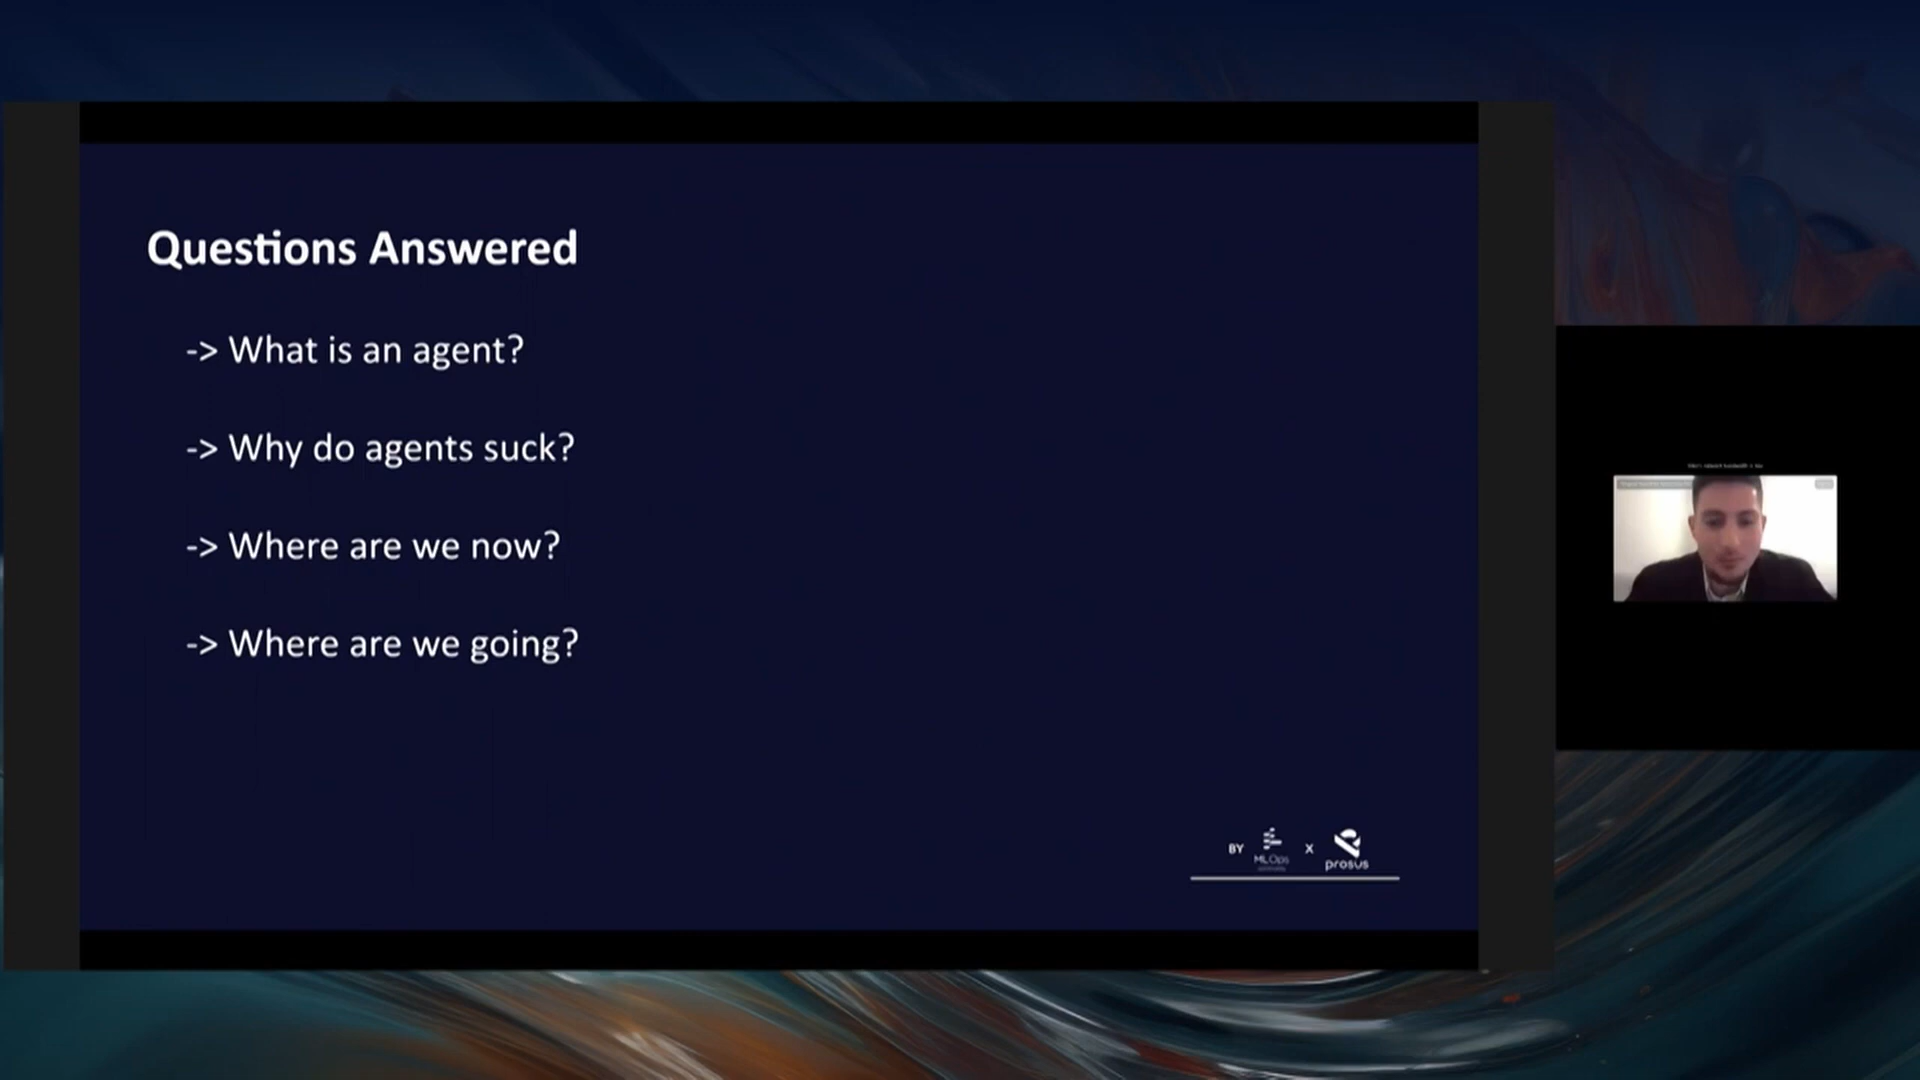 Questions Answered
-> What is an agent?
-> Why do agents suck?
-> Where are we now?
-> Where are we going?
BY MLOps X prosus